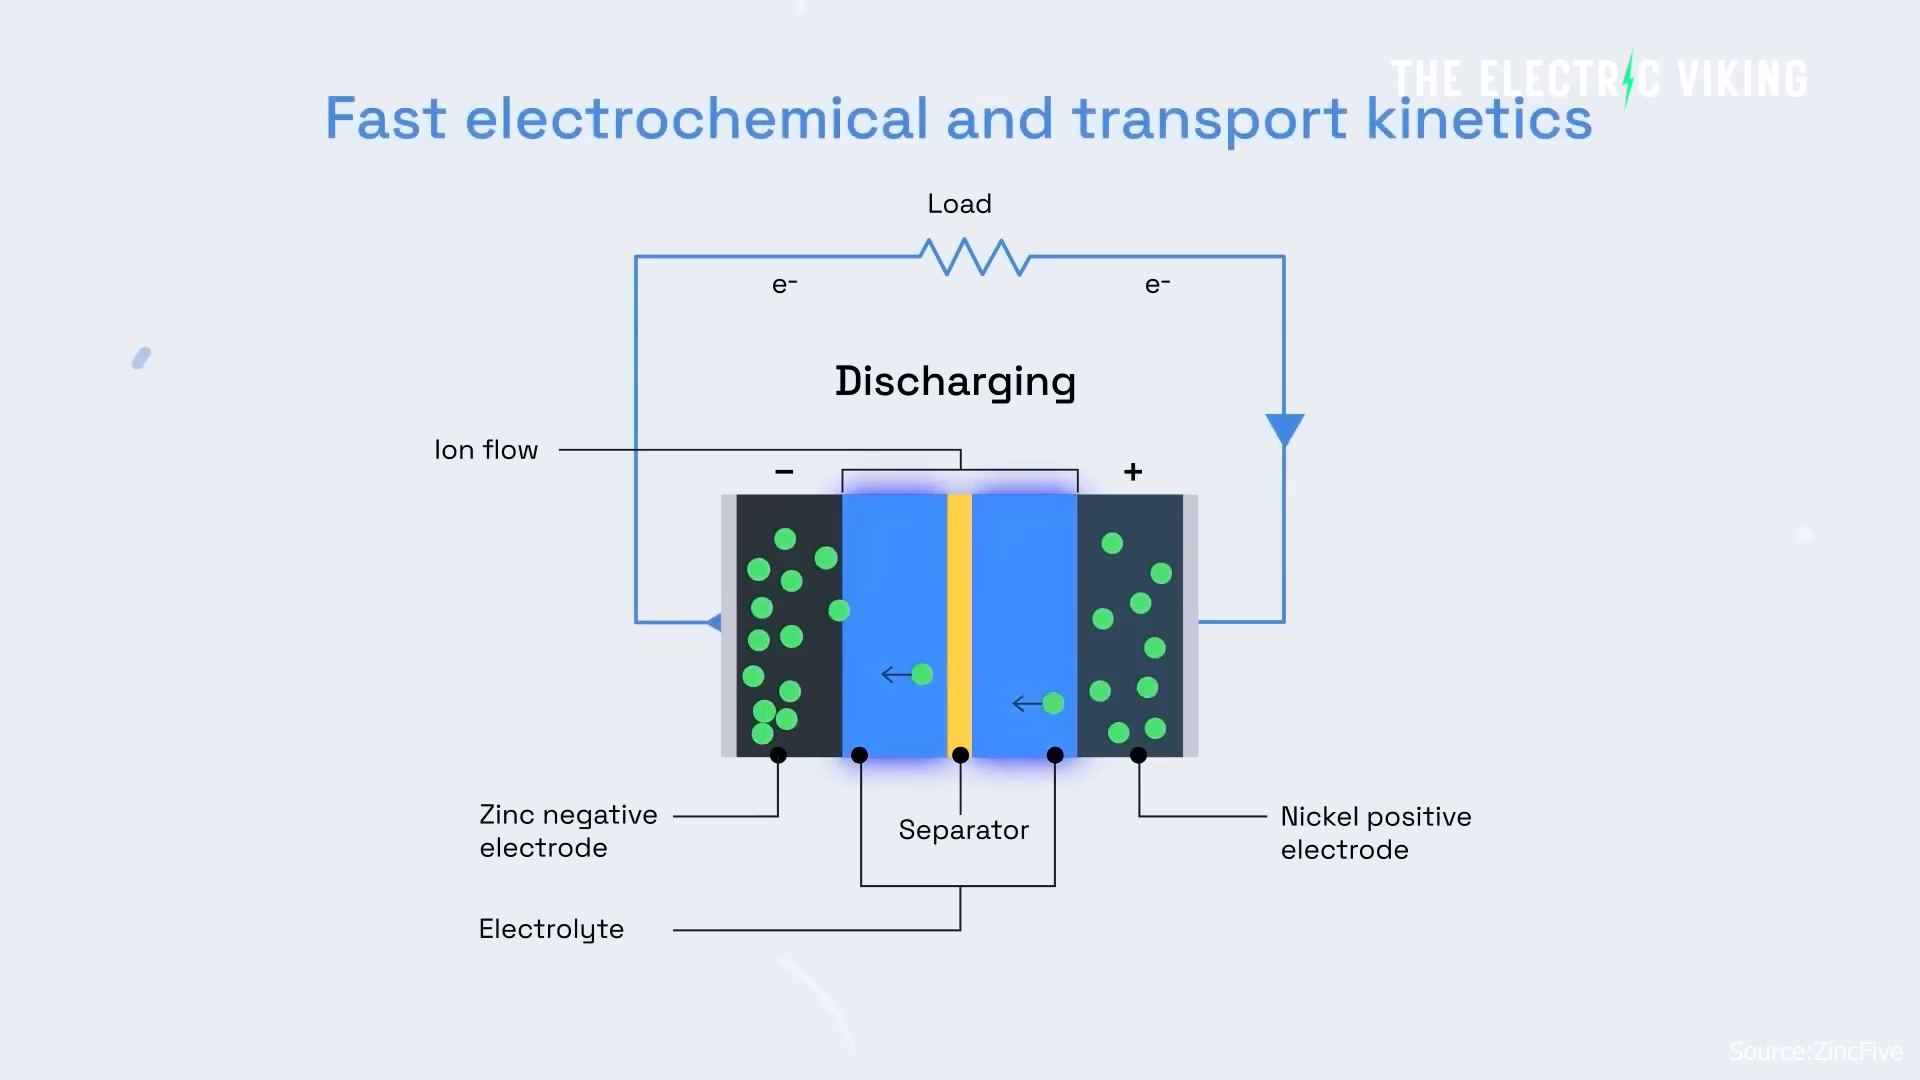 THE ELECTRIC VIKING
Fast electrochemical and transport kinetics
Load
e-
e-
Discharging
Ion flow
−
+
Zinc negative
electrode
Separator
Nickel positive
electrode
Electrolyte
Source:ZincFive